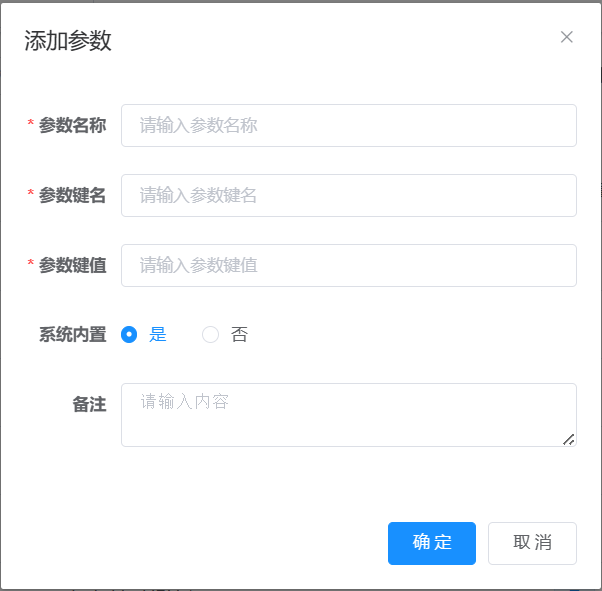 添加参数
* 参数名称 请输入参数名称
* 参数键名 请输入参数键名
* 参数键值 请输入参数键值
系统内置 是 否
备注 请输入内容
确 定 取 消